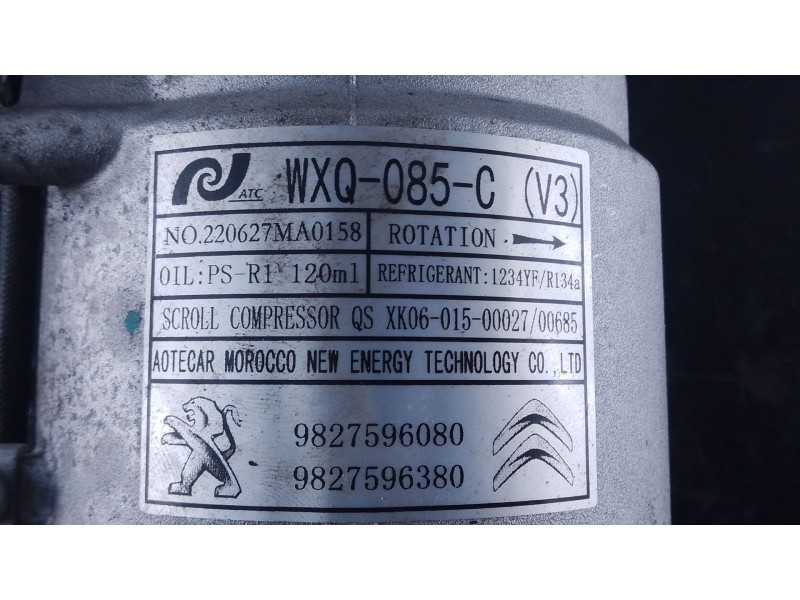 ATC WXQ-085-C (V3)
NO.220627MA0158 ROTATION
OIL:PS-R1 120ml REFRIGERANT:1234YF/R134a
SCROLL COMPRESSOR QS XK06-015-00027/00685
AOTECAR MOROCCO NEW ENERGY TECHNOLOGY CO.,LTD
9827596080
9827596380